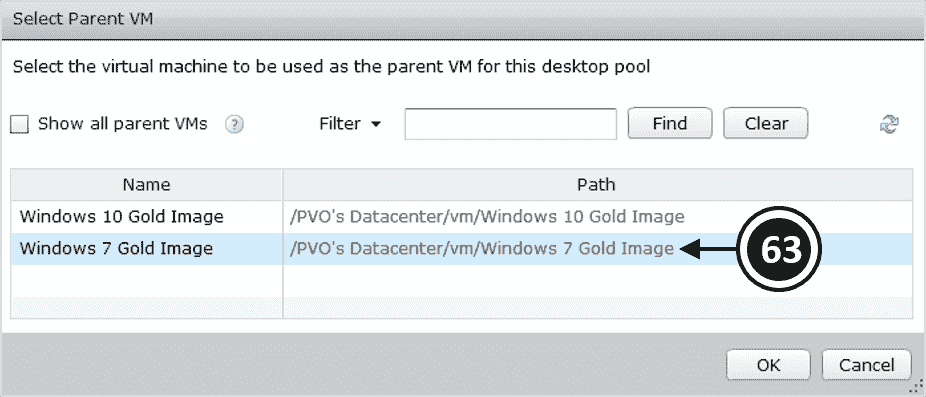 Select Parent VM
Select the virtual machine to be used as the parent VM for this desktop pool
Show all parent VMs ? Filter Find Clear
Name Path
Windows 10 Gold Image /PVO's Datacenter/vm/Windows 10 Gold Image
Windows 7 Gold Image /PVO's Datacenter/vm/Windows 7 Gold Image 63
OK Cancel